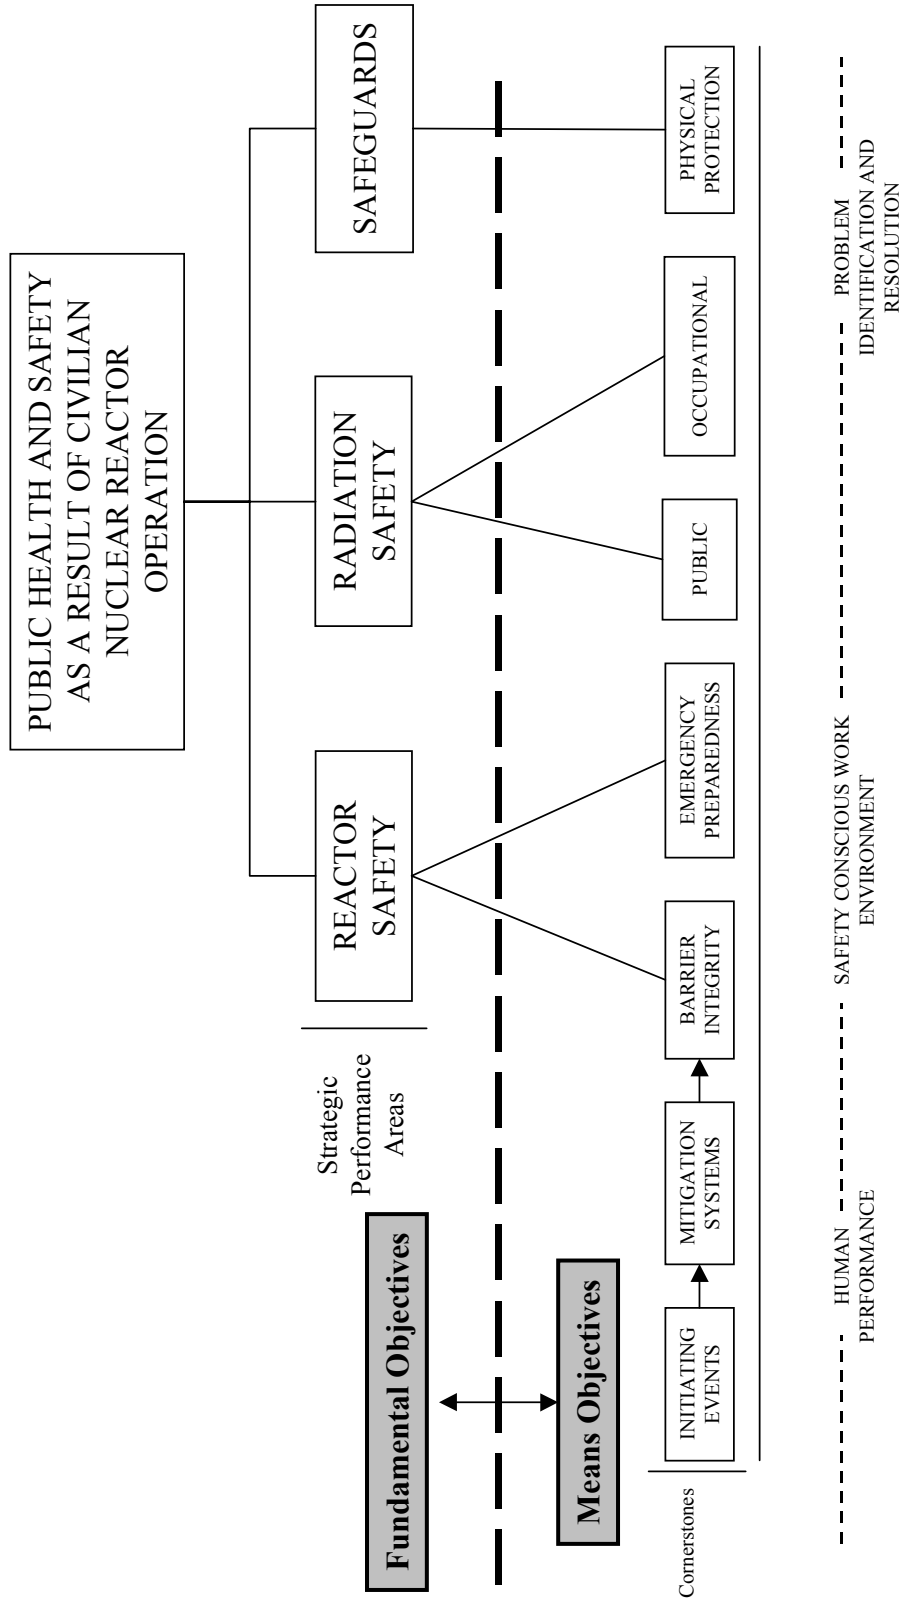 PUBLIC HEALTH AND SAFETY
AS A RESULT OF CIVILIAN
NUCLEAR REACTOR
OPERATION
Strategic
Performance
Areas
REACTOR
SAFETY
RADIATION
SAFETY
SAFEGUARDS
Fundamental Objectives
Means Objectives
Cornerstones
INITIATING
EVENTS
MITIGATION
SYSTEMS
BARRIER
INTEGRITY
EMERGENCY
PREPAREDNESS
PUBLIC
OCCUPATIONAL
PHYSICAL
PROTECTION
HUMAN
PERFORMANCE
SAFETY CONSCIOUS WORK
ENVIRONMENT
PROBLEM
IDENTIFICATION AND
RESOLUTION